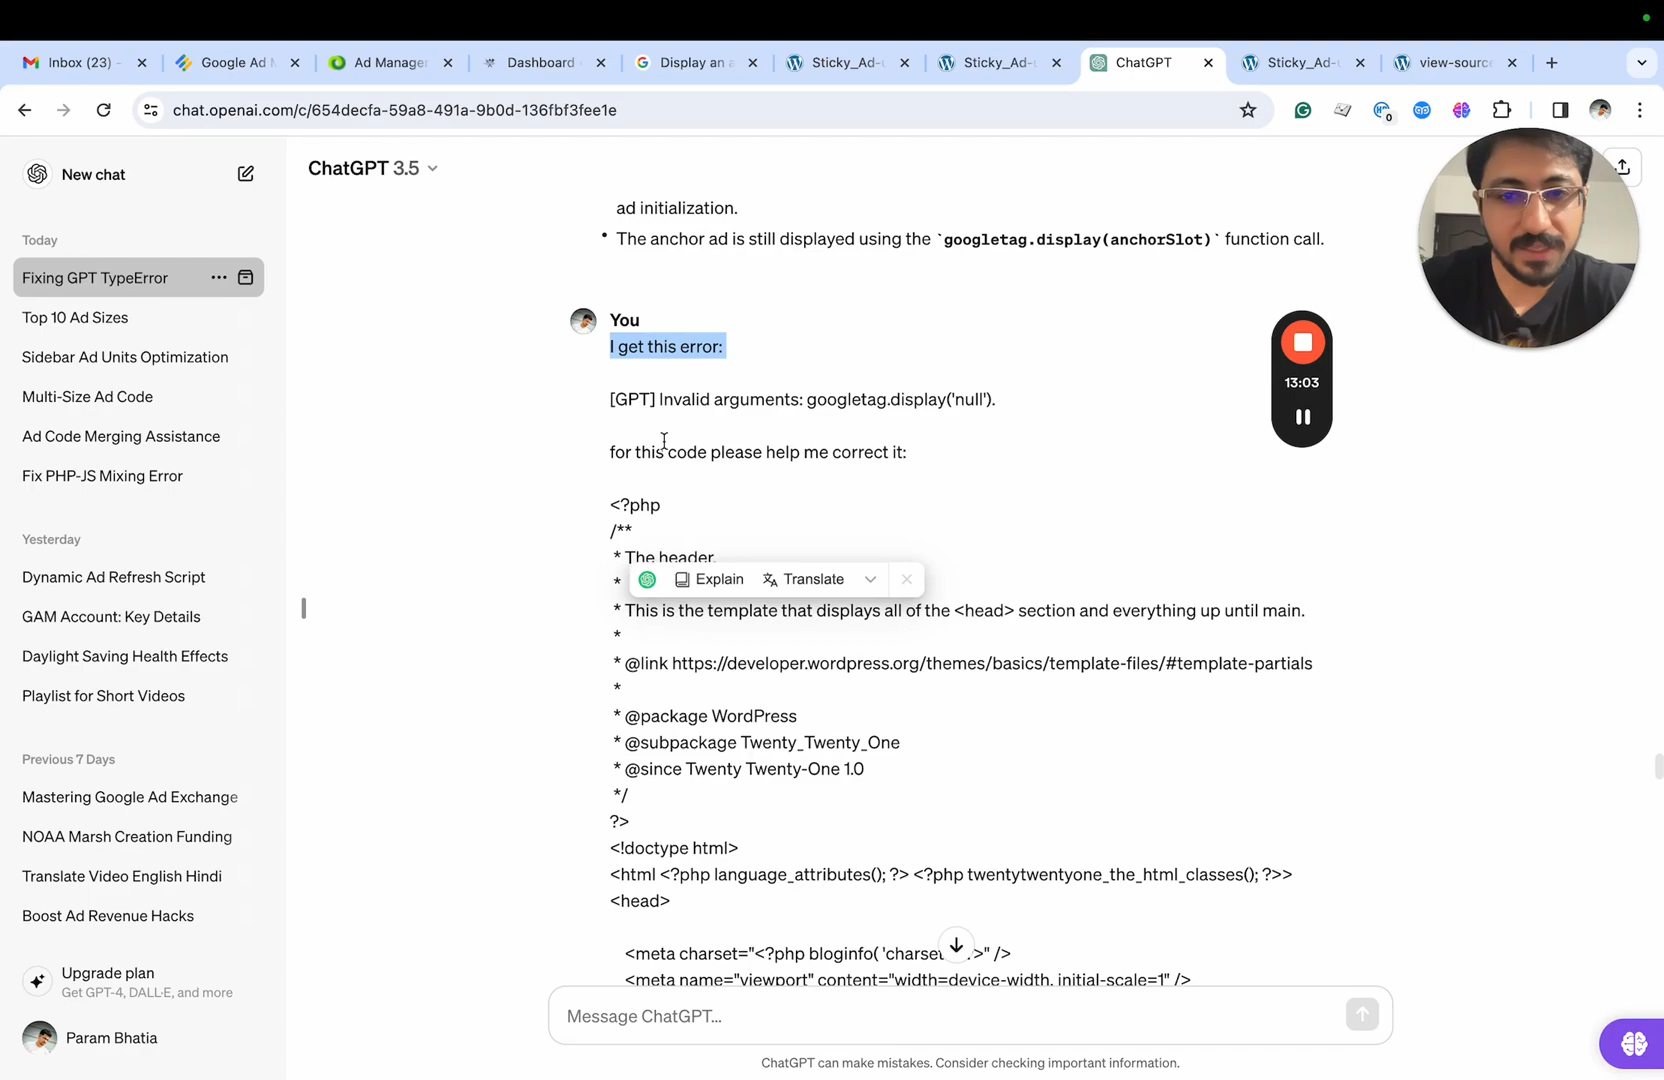 Inbox (23) -
Google Ad M
Ad Manager
Dashboard
Display an a
Sticky_Ad-u
Sticky_Ad-u
ChatGPT
Sticky_Ad-u
view-source
chat.openai.com/c/654decfa-59a8-491a-9b0d-136fbf3fee1e
0
New chat
Today
Fixing GPT TypeError
Top 10 Ad Sizes
Sidebar Ad Units Optimization
Multi-Size Ad Code
Ad Code Merging Assistance
Fix PHP-JS Mixing Error
Yesterday
Dynamic Ad Refresh Script
GAM Account: Key Details
Daylight Saving Health Effects
Playlist for Short Videos
Previous 7 Days
Mastering Google Ad Exchange
NOAA Marsh Creation Funding
Translate Video English Hindi
Boost Ad Revenue Hacks
Upgrade plan
Get GPT-4, DALL·E, and more
Param Bhatia
ChatGPT 3.5
ad initialization.
• The anchor ad is still displayed using the `googletag.display(anchorSlot)` function call.
You
I get this error:
[GPT] Invalid arguments: googletag.display('null').
for this code please help me correct it:
<?php
/**
* The header.
Explain Translate
*
* This is the template that displays all of the <head> section and everything up until main.
*
* @link https://developer.wordpress.org/themes/basics/template-files/#template-partials
*
* @package WordPress
* @subpackage Twenty_Twenty_One
* @since Twenty Twenty-One 1.0
*/
?>
<!doctype html>
<html <?php language_attributes(); ?> <?php twentytwentyone_the_html_classes(); ?>>
<head>
<meta charset="<?php bloginfo( 'charse >" />
<meta name="viewport" content="width=device-width, initial-scale=1" />
Message ChatGPT...
ChatGPT can make mistakes. Consider checking important information.
13:03